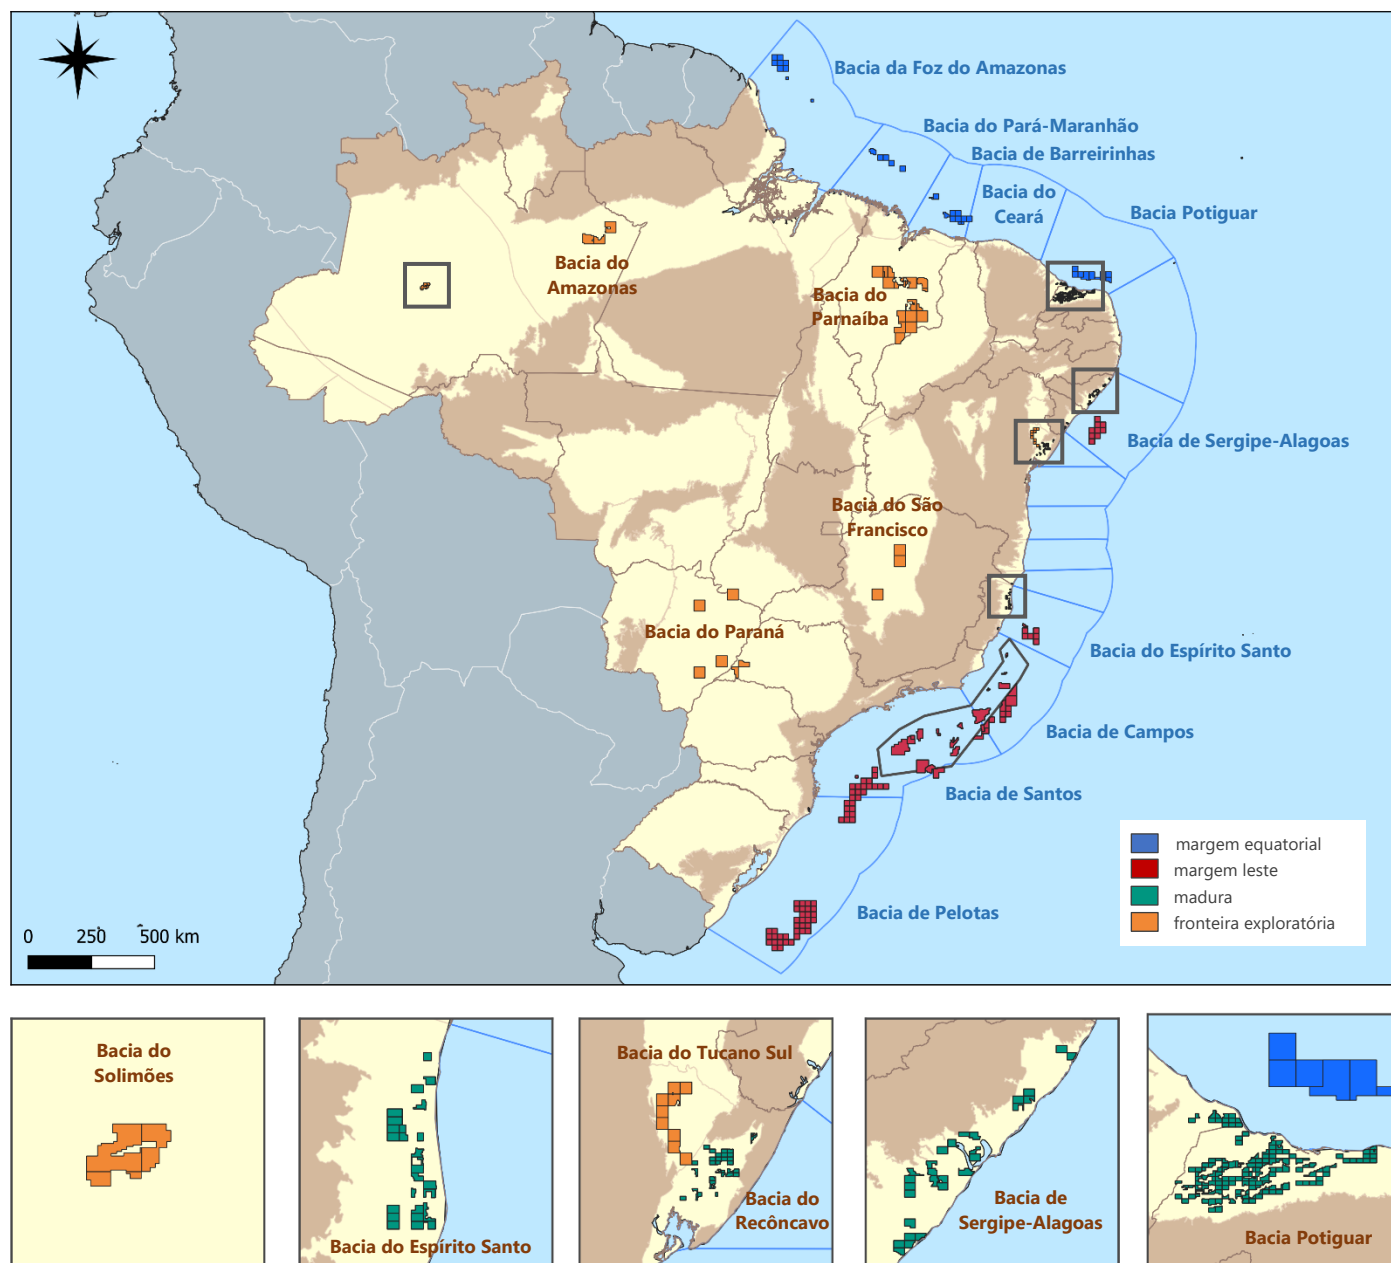 Bacia da Foz do Amazonas
Bacia do Pará-Maranhão
Bacia de Barreirinhas
Bacia do
Ceará
Bacia Potiguar
Bacia do
Amazonas
Bacia do
Parnaíba
Bacia de Sergipe-Alagoas
Bacia do São
Francisco
Bacia do Paraná
Bacia do Espírito Santo
Bacia de Campos
Bacia de Santos
Bacia de Pelotas
margem equatorial
margem leste
madura
fronteira exploratória
0 250 500 km
Bacia do
Solimões
Bacia do Espírito Santo
Bacia do Tucano Sul
Bacia do
Recôncavo
Bacia de
Sergipe-Alagoas
Bacia Potiguar